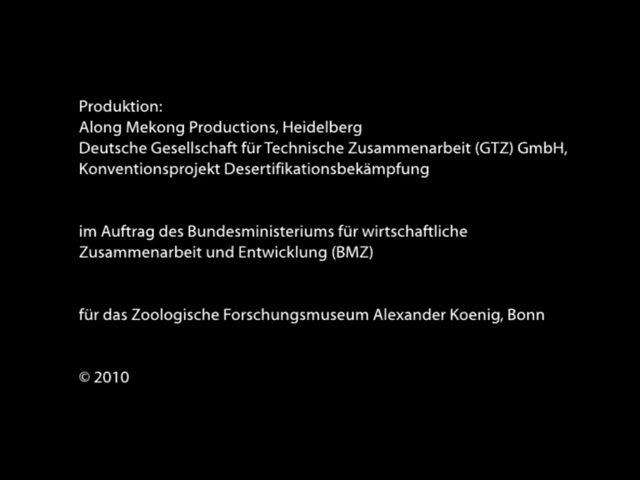 Produktion:
Along Mekong Productions, Heidelberg
Deutsche Gesellschaft für Technische Zusammenarbeit (GTZ) GmbH,
Konventionsprojekt Desertifikationsbekämpfung
im Auftrag des Bundesministeriums für wirtschaftliche
Zusammenarbeit und Entwicklung (BMZ)
für das Zoologische Forschungsmuseum Alexander Koenig, Bonn
© 2010